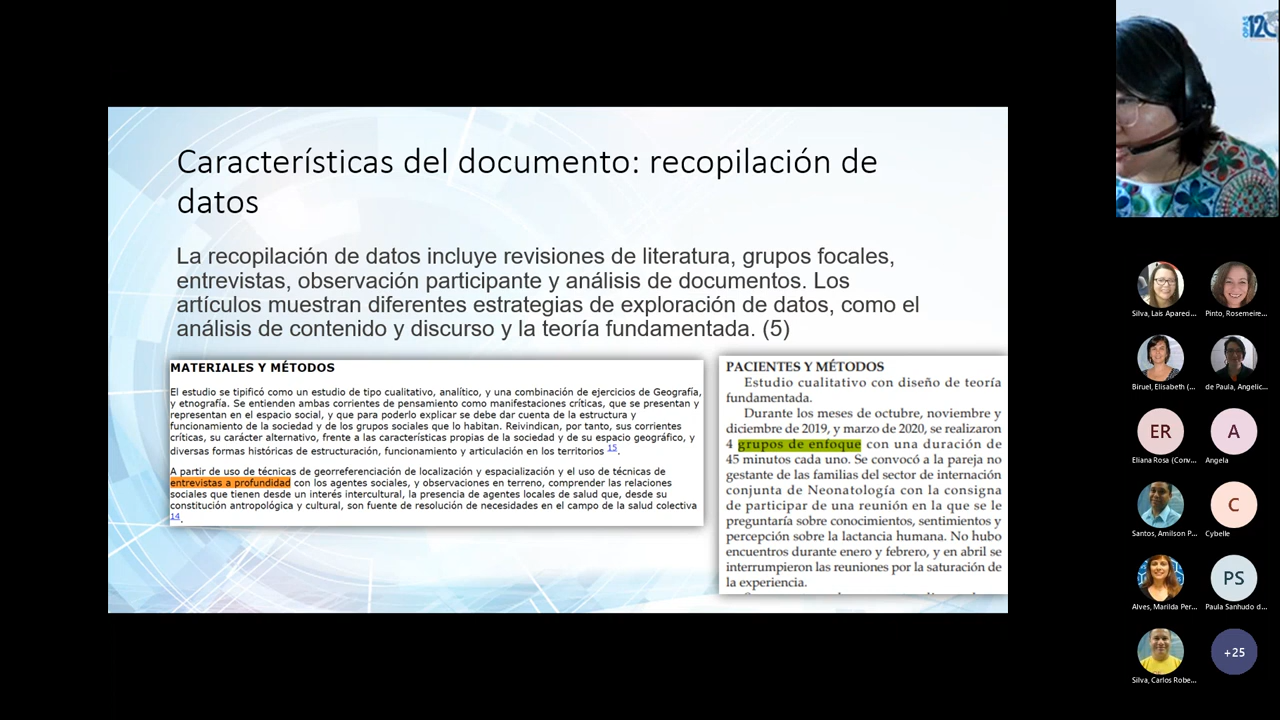 Características del documento: recopilación de
datos
La recopilación de datos incluye revisiones de literatura, grupos focales,
entrevistas, observación participante y análisis de documentos. Los
artículos muestran diferentes estrategias de exploración de datos, como el
análisis de contenido y discurso y la teoría fundamentada. (5)
MATERIALES Y MÉTODOS
El estudio se tipificó como un estudio de tipo cualitativo, analítico, y una combinación de ejercicios de Geografía,
y etnografía. Se entienden ambas corrientes de pensamiento como manifestaciones críticas, que se presentan y
representan en el espacio social, y que para poderlo explicar se debe dar cuenta de la estructura y
funcionamiento de la sociedad y de los grupos sociales que lo habitan. Reivindican, por tanto, sus corrientes
críticas, su carácter alternativo, frente a las características propias de la sociedad y de su espacio geográfico, y
diversas formas históricas de estructuración, funcionamiento y articulación en los territorios 15.
A partir de uso de técnicas de georreferenciación de localización y espacialización y el uso de técnicas de
entrevistas a profundidad con los agentes sociales, y observaciones en terreno, comprender las relaciones
sociales que tienen desde un interés intercultural, la presencia de agentes locales de salud que, desde su
constitución antropológica y cultural, son fuente de resolución de necesidades en el campo de la salud colectiva
14.
PACIENTES Y MÉTODOS
Estudio cualitativo con diseño de teoría
fundamentada.
Durante los meses de octubre, noviembre y
diciembre de 2019, y marzo de 2020, se realizaron
4 grupos de enfoque con una duración de
45 minutos cada uno. Se convocó a la pareja no
gestante de las familias del sector de internación
conjunta de Neonatología con la consigna
de participar de una reunión en la que se le
preguntaría sobre conocimientos, sentimientos y
percepción sobre la lactancia humana. No hubo
encuentros durante enero y febrero, y en abril se
interrumpieron las reuniones por la saturación de
la experiencia.
OPAS 120
Silva, Lais Apared...
Pinto, Rosemeire...
Biruel, Elisabeth (...
de Paula, Angelic...
ER
A
Eliana Rosa (Conv...
Angela
C
Santos, Amilson P...
Cybelle
PS
Alves, Marilda Per...
Paula Sanhudo d...
+25
Silva, Carlos Robe...